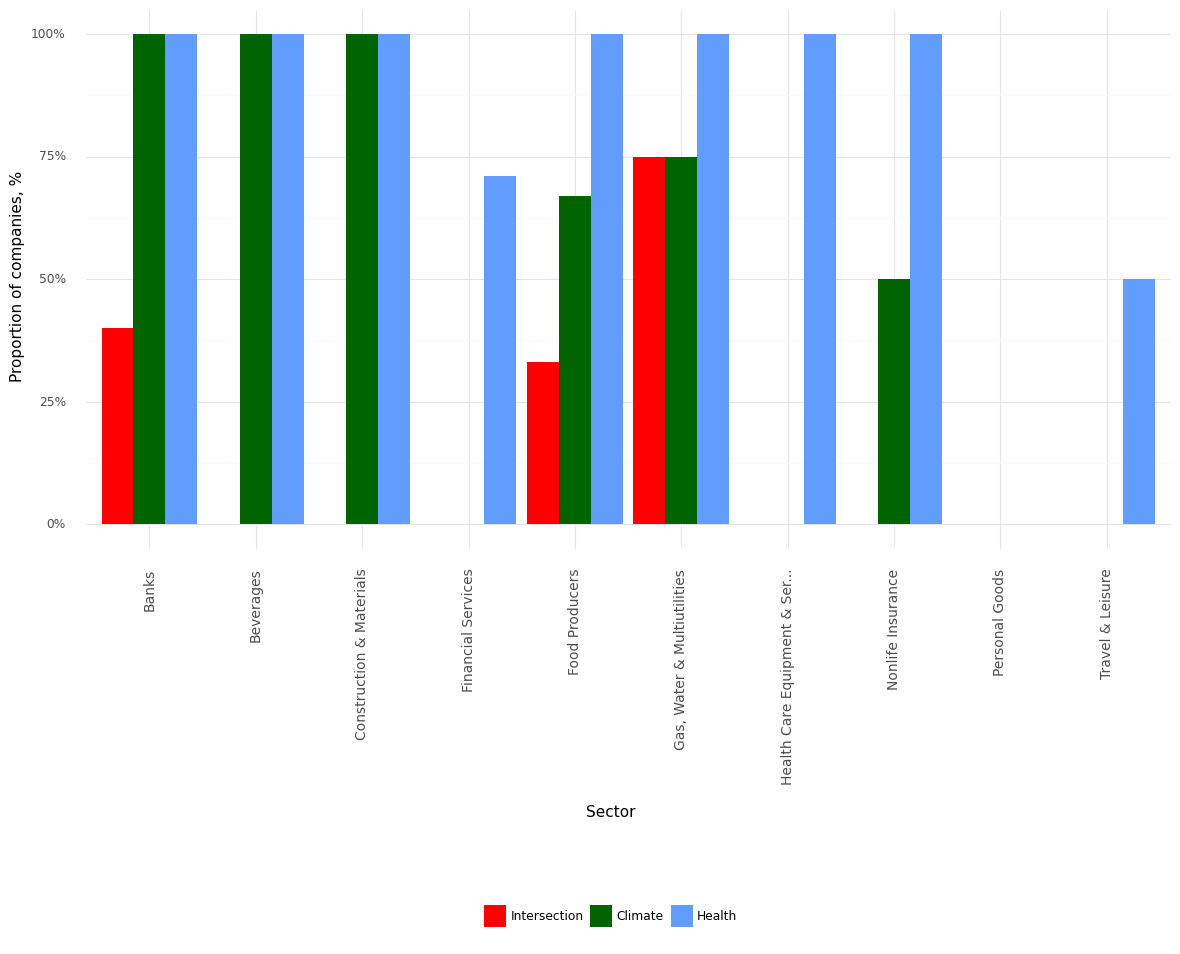 Proportion of companies, %
100%
75%
50%
25%
0%
Banks
Beverages
Construction & Materials
Financial Services
Food Producers
Gas, Water & Multiutilities
Health Care Equipment & Ser...
Nonlife Insurance
Personal Goods
Travel & Leisure
Sector
Intersection Climate Health